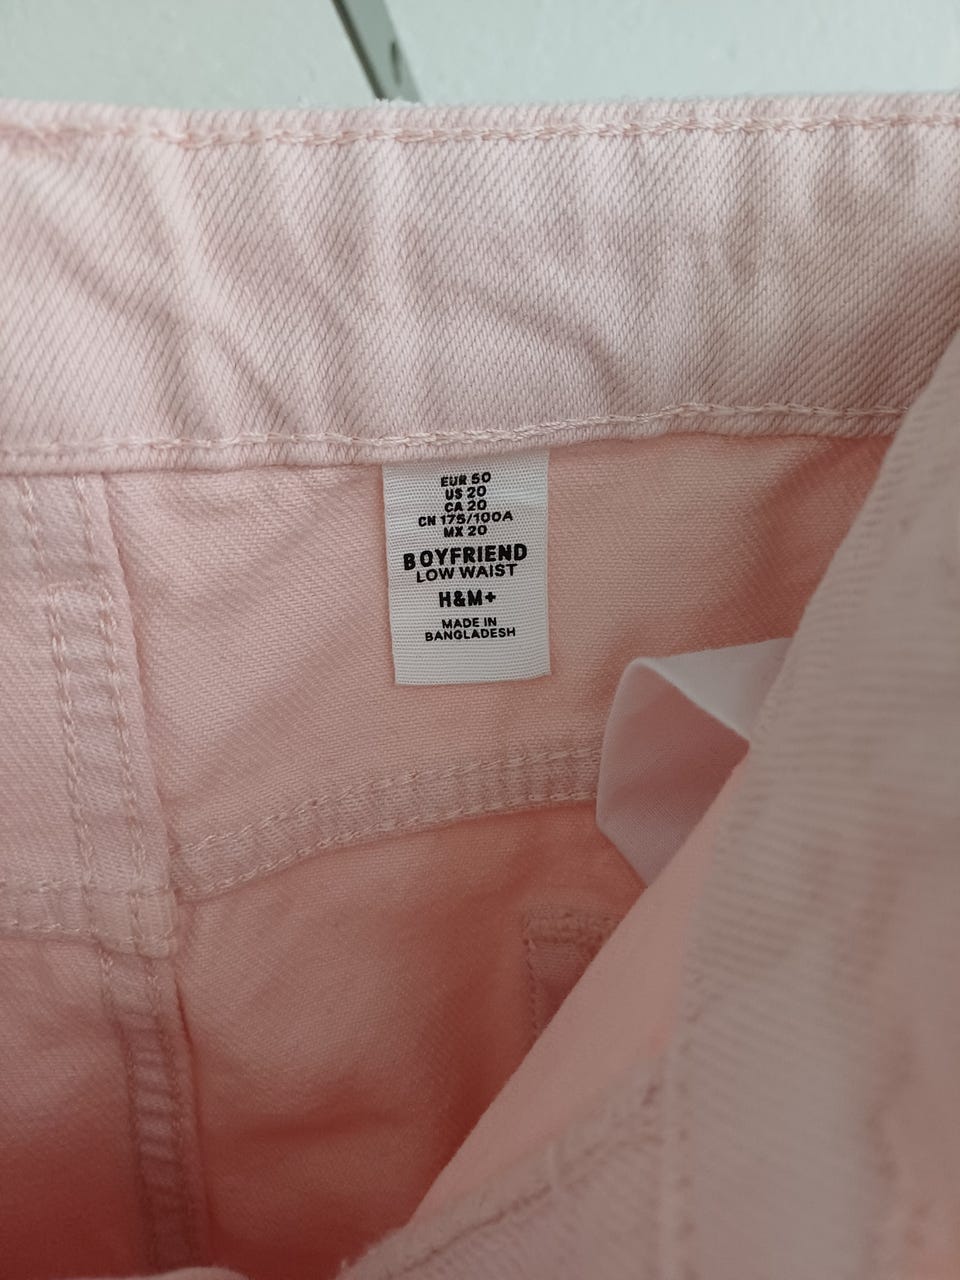 EUR 50
US 20
CA 20
CN 175/100A
MX 20
BOYFRIEND
LOW WAIST
H&M+
MADE IN
BANGLADESH